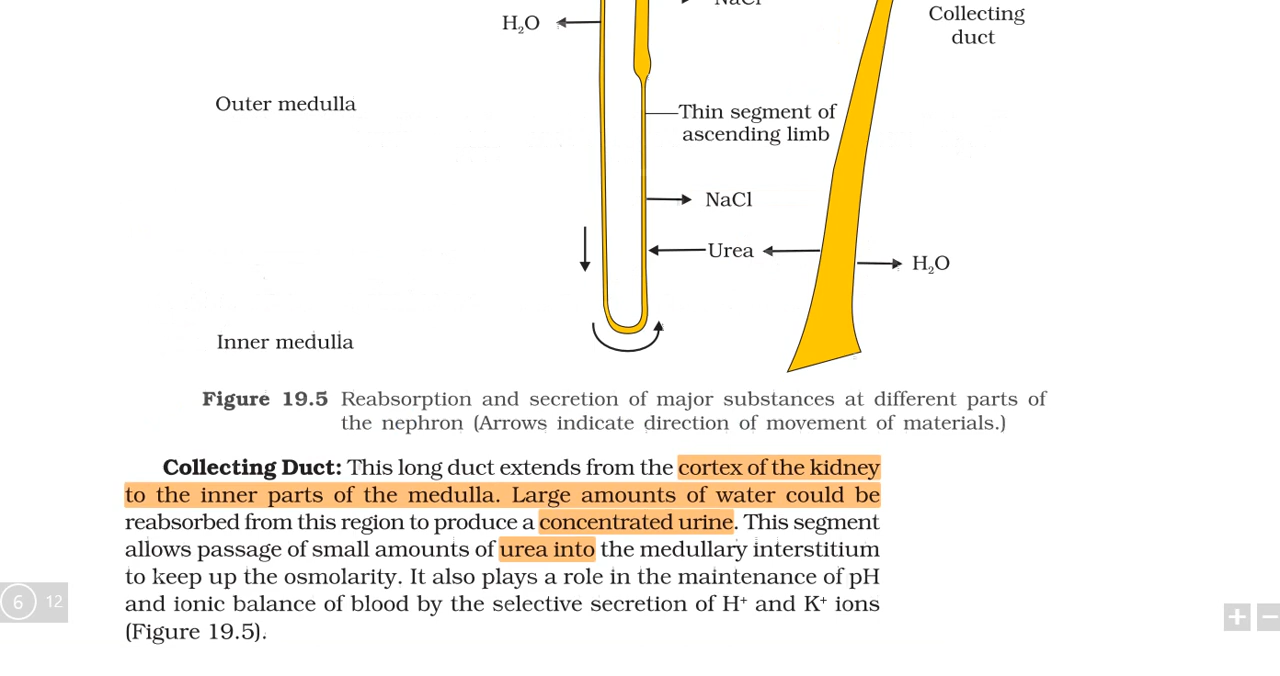 NaCl
H₂O
Collecting
duct
Outer medulla
Thin segment of
ascending limb
NaCl
Urea
H₂O
Inner medulla
Figure 19.5 Reabsorption and secretion of major substances at different parts of
the nephron (Arrows indicate direction of movement of materials.)
Collecting Duct: This long duct extends from the cortex of the kidney
to the inner parts of the medulla. Large amounts of water could be
reabsorbed from this region to produce a concentrated urine. This segment
allows passage of small amounts of urea into the medullary interstitium
to keep up the osmolarity. It also plays a role in the maintenance of pH
and ionic balance of blood by the selective secretion of H⁺ and K⁺ ions
(Figure 19.5).
6 12
+ −